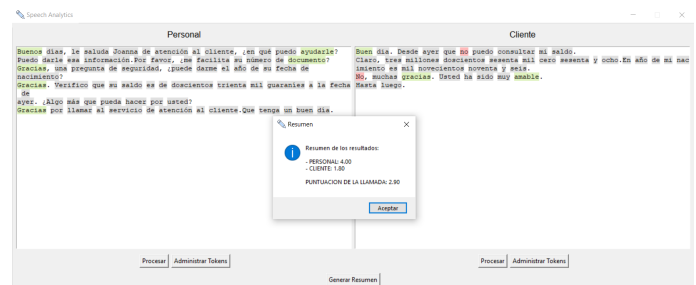 Speech Analytics
Personal
Buenos dias, le saluda Joanna de atención al cliente, ¿en qué puedo ayudarle?
Puedo darle esa información.Por favor, ¿me facilita su número de documento?
Gracias, una pregunta de seguridad, ¿puede darme el año de su fecha de
nacimiento?
Gracias. Verifico que su saldo es de doscientos treinta mil guaranies a la fecha
de
ayer. ¿Algo más que pueda hacer por usted?
Gracias por llamar al servicio de atención al cliente.Que tenga un buen dia.
Cliente
Buen dia. Desde ayer que no puedo consultar mi saldo.
Claro, tres millones doscientos sesenta mil cero sesenta y ocho.En año de mi nac
imiento es mil novecientos noventa y seis.
No, muchas gracias. Usted ha sido muy amable.
Hasta luego.
Resumen
Resumen de los resultados:
- PERSONAL: 4.00
- CLIENTE: 1.80
PUNTUACION DE LA LLAMADA: 2.90
Aceptar
Procesar
Administrar Tokens
Procesar
Administrar Tokens
Generar Resumen